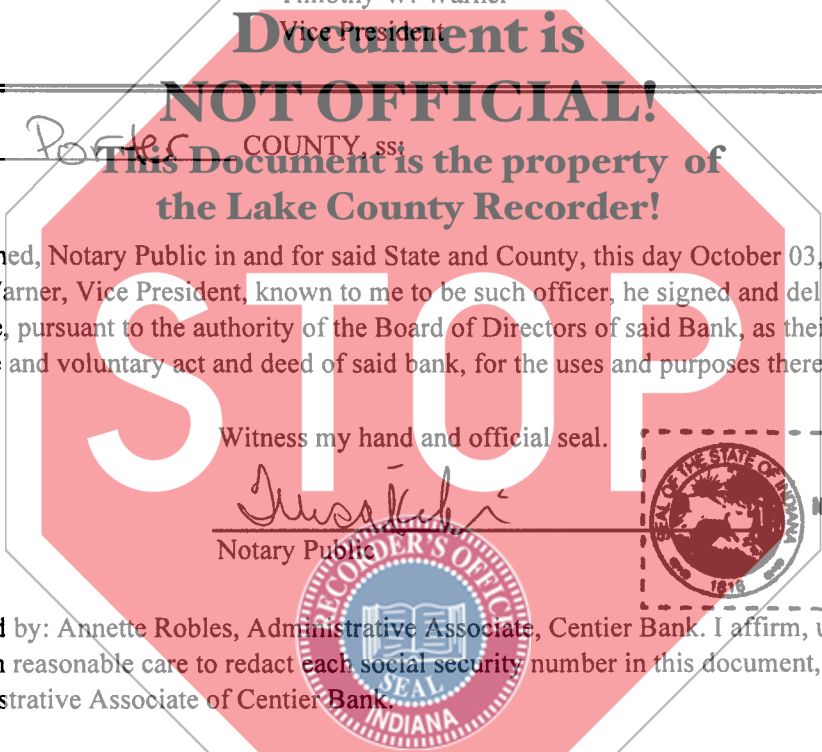 Timothy W. Warner
Vice President
Document is
NOT OFFICIAL!
Porter COUNTY, ss:
This Document is the property of
the Lake County Recorder!
ned, Notary Public in and for said State and County, this day October 03,
Warner, Vice President, known to me to be such officer, he signed and del
e, pursuant to the authority of the Board of Directors of said Bank, as thei
e and voluntary act and deed of said bank, for the uses and purposes there
STOP
Witness my hand and official seal.
SEAL OF THE STATE OF INDIANA
1816
Notary Public
RECORDER'S OFFIC
SEAL
INDIANA
d by: Annette Robles, Administrative Associate, Centier Bank. I affirm, u
n reasonable care to redact each social security number in this document,
strative Associate of Centier Bank.